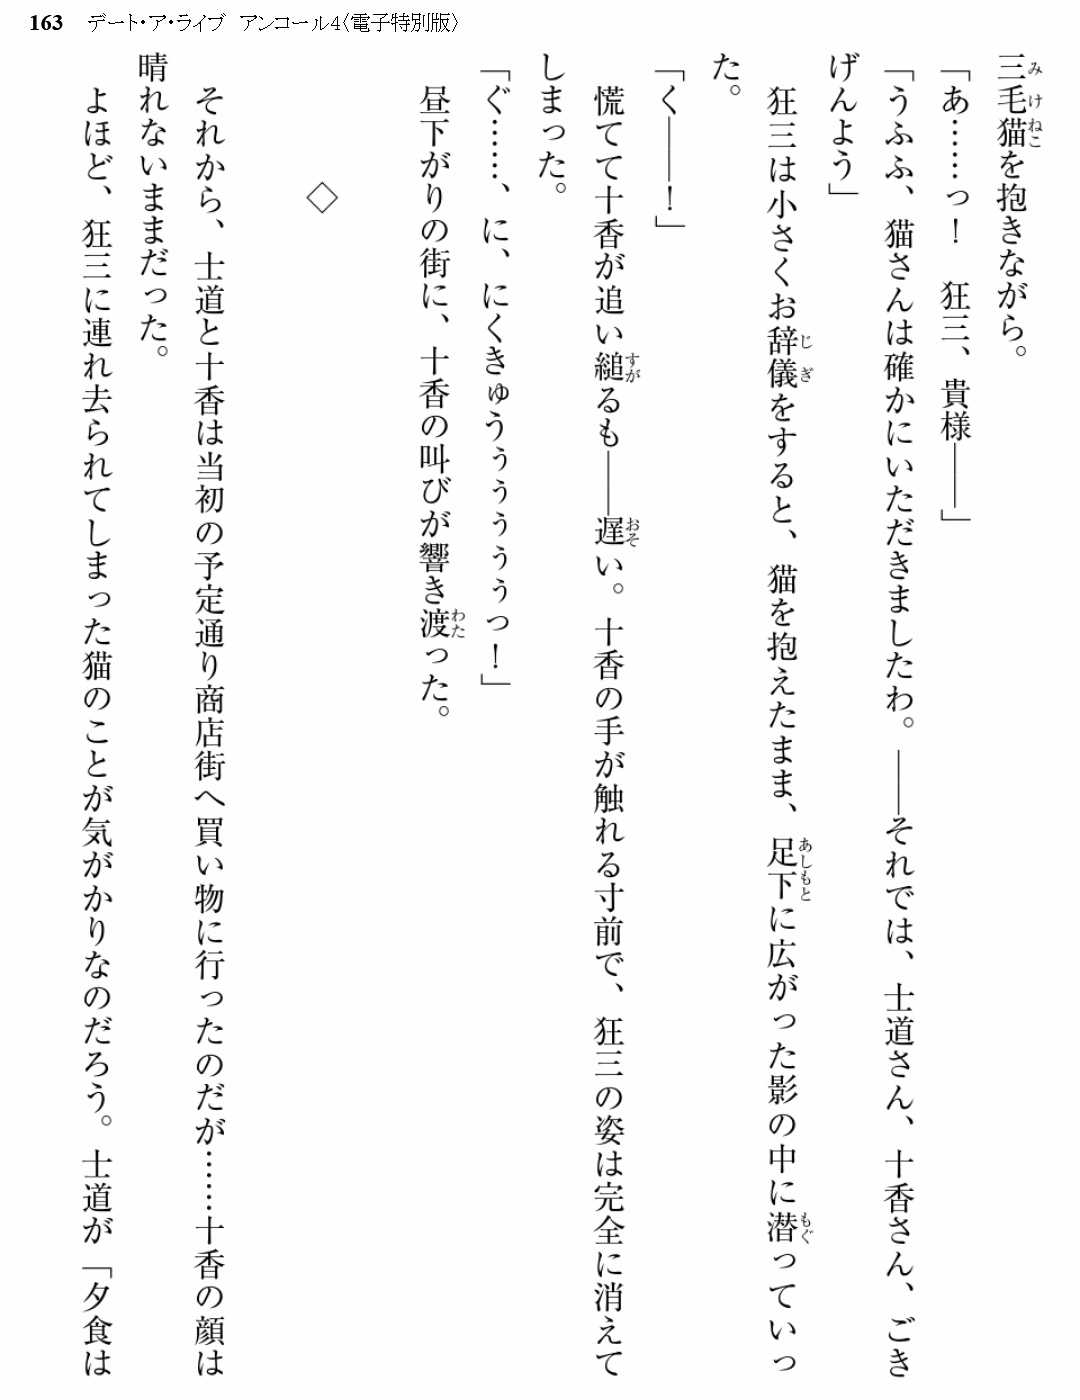 163 デート・ア・ライブ アンコール4〈電子特別版〉
三毛猫を抱きながら。
「あ……っ！　狂三、貴様――」
「うふふ、猫さんは確かにいただきましたわ。――それでは、士道さん、十香さん、ごき
げんよう」
　狂三は小さくお辞儀をすると、猫を抱えたまま、足下に広がった影の中に潜っていっ
た。
「く――！」
　慌てて十香が追い縋るも――遅い。十香の手が触れる寸前で、狂三の姿は完全に消えて
しまった。
「ぐ……、に、にくきゅうぅぅぅぅぅっ！」
　昼下がりの街に、十香の叫びが響き渡った。
◇
　それから、士道と十香は当初の予定通り商店街へ買い物に行ったのだが……十香の顔は
晴れないままだった。
　よほど、狂三に連れ去られてしまった猫のことが気がかりなのだろう。士道が「夕食は